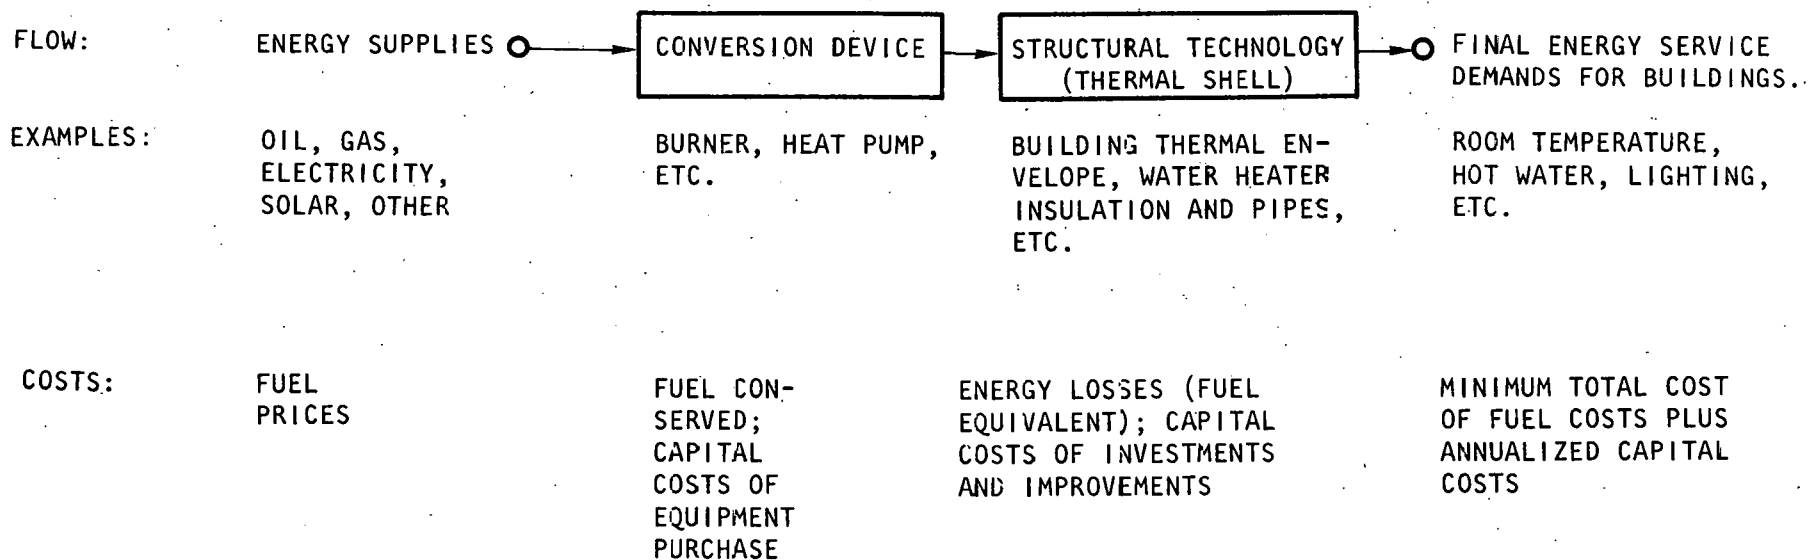 FLOW:
ENERGY SUPPLIES
CONVERSION DEVICE
STRUCTURAL TECHNOLOGY
(THERMAL SHELL)
FINAL ENERGY SERVICE
DEMANDS FOR BUILDINGS.
EXAMPLES:
OIL, GAS,
ELECTRICITY,
SOLAR, OTHER
BURNER, HEAT PUMP,
ETC.
BUILDING THERMAL EN-
VELOPE, WATER HEATER
INSULATION AND PIPES,
ETC.
ROOM TEMPERATURE,
HOT WATER, LIGHTING,
ETC.
COSTS:
FUEL
PRICES
FUEL CON-
SERVED;
CAPITAL
COSTS OF
EQUIPMENT
PURCHASE
ENERGY LOSSES (FUEL
EQUIVALENT); CAPITAL
COSTS OF INVESTMENTS
AND IMPROVEMENTS
MINIMUM TOTAL COST
OF FUEL COSTS PLUS
ANNUALIZED CAPITAL
COSTS